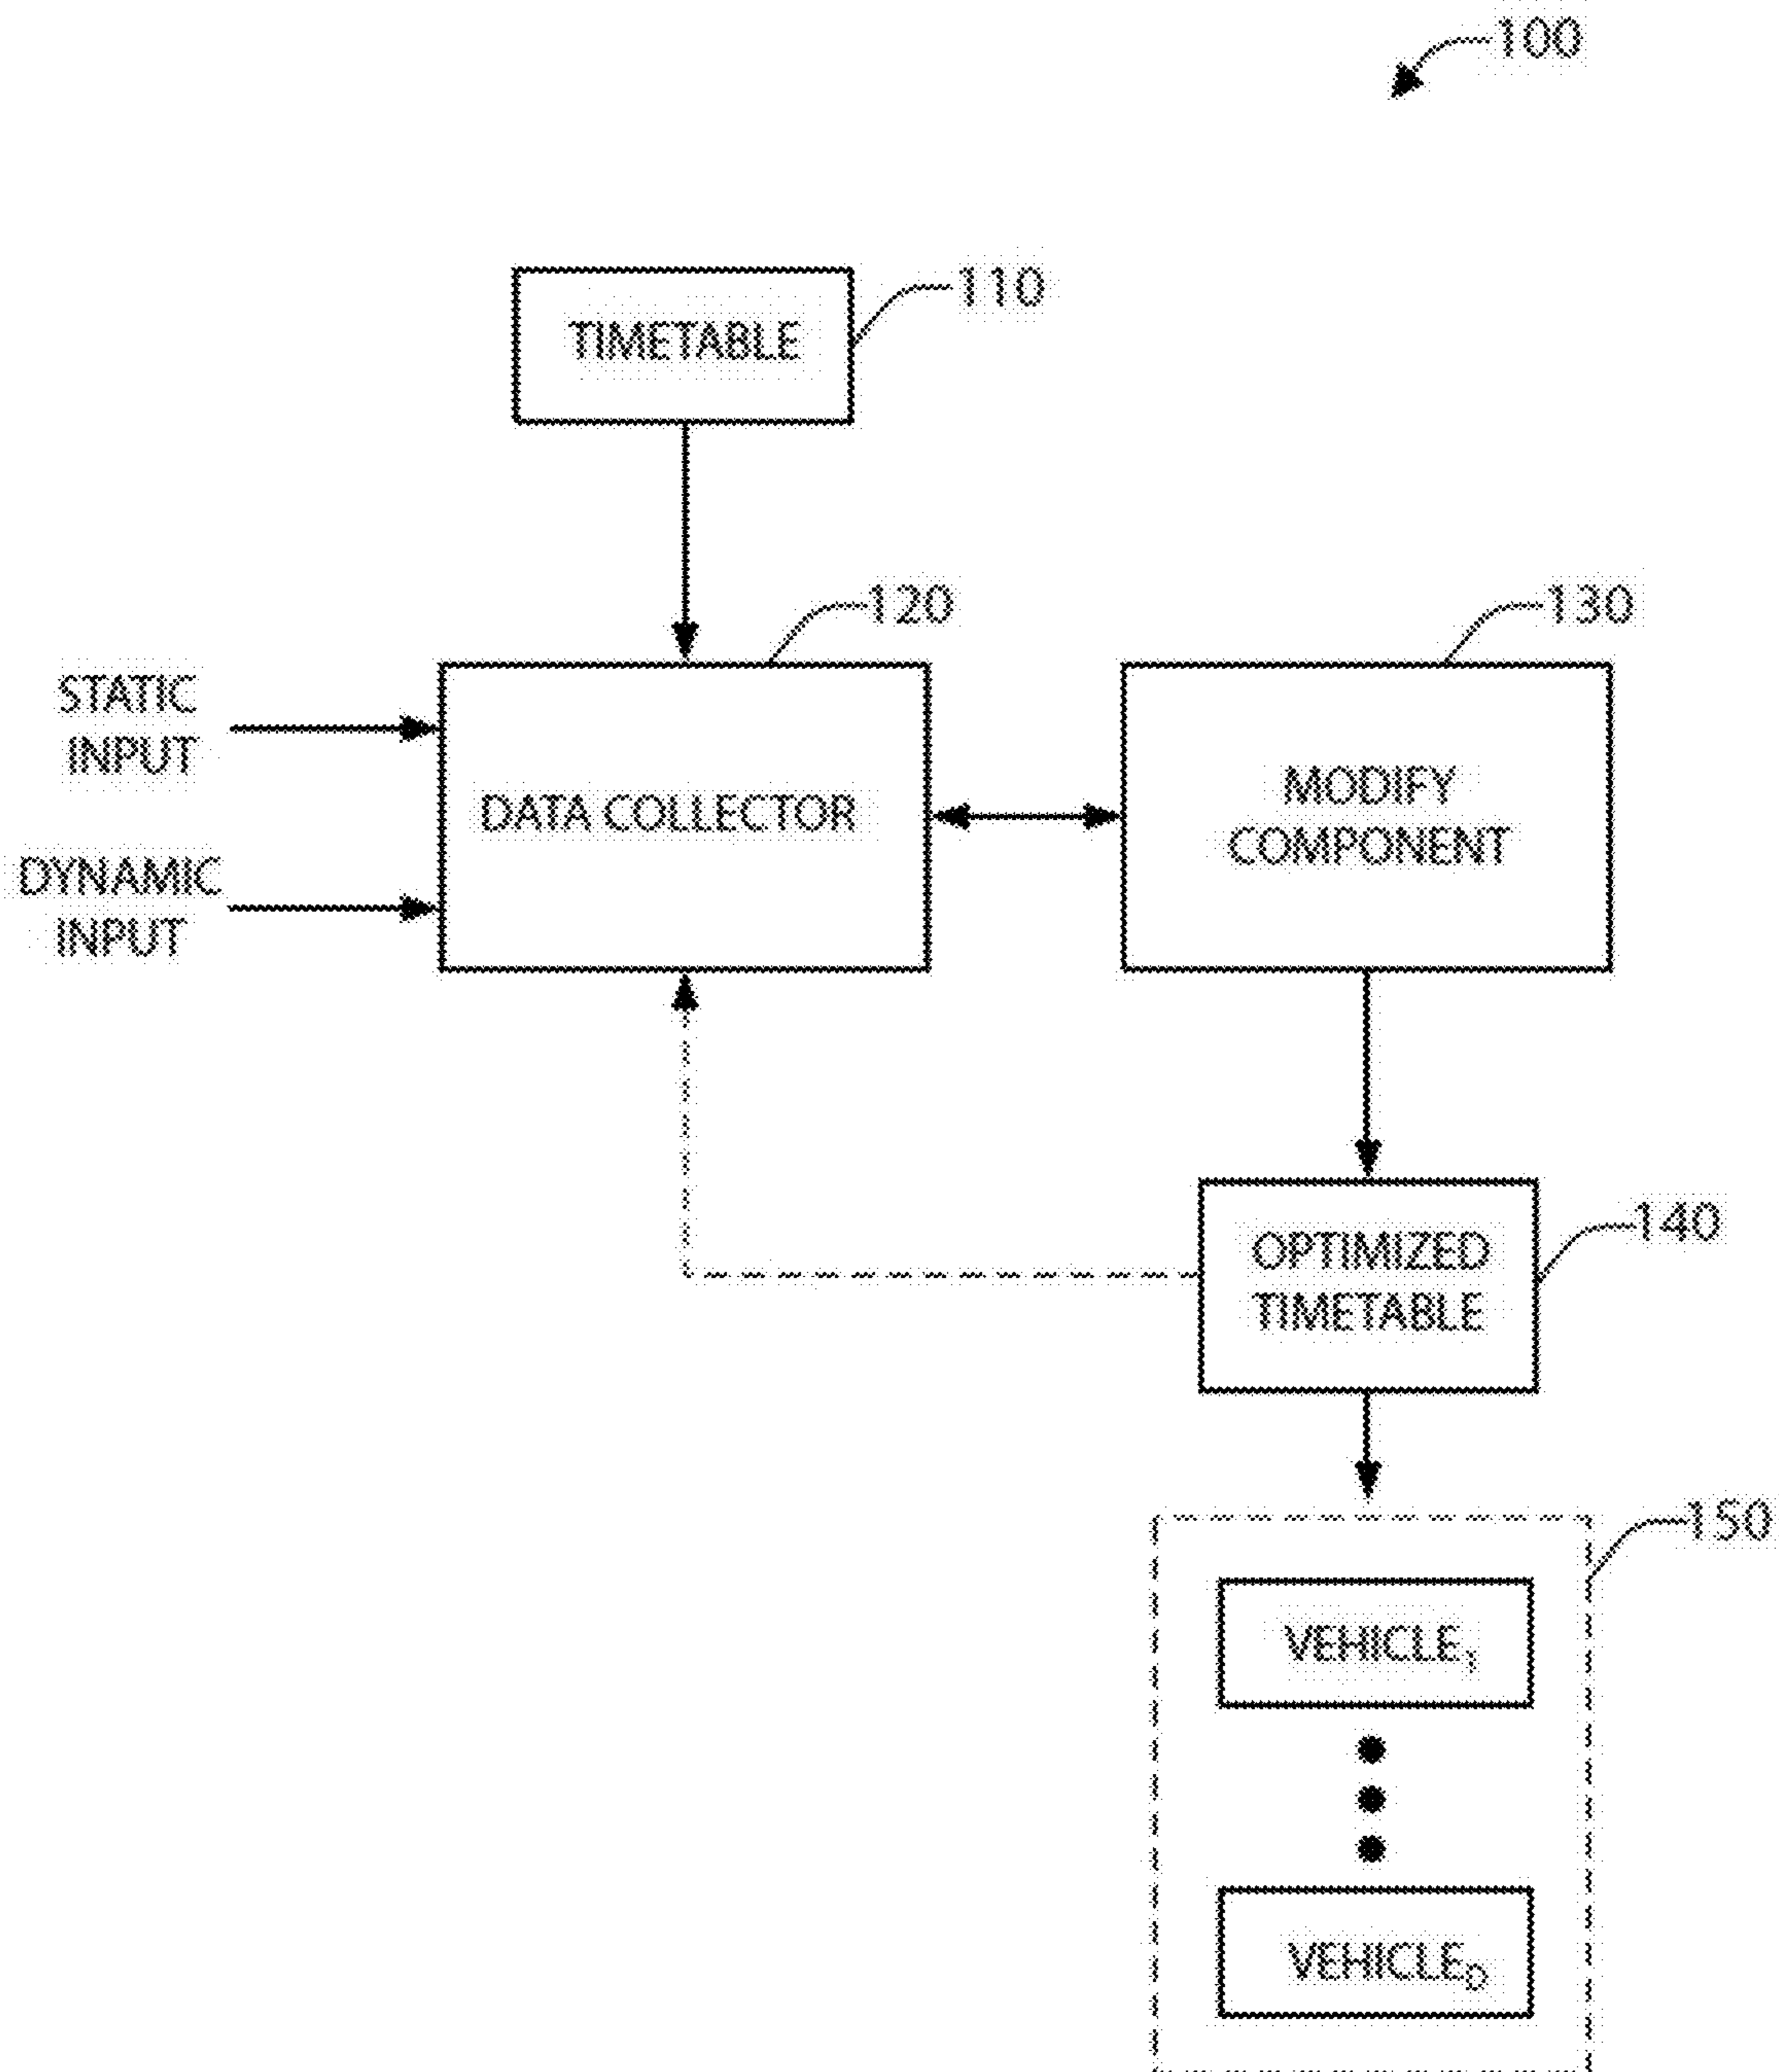 100
TIMETABLE
110
120
130
STATIC
INPUT
DATA COLLECTOR
MODIFY
COMPONENT
DYNAMIC
INPUT
OPTIMIZED
TIMETABLE
140
150
VEHICLE1
VEHICLED